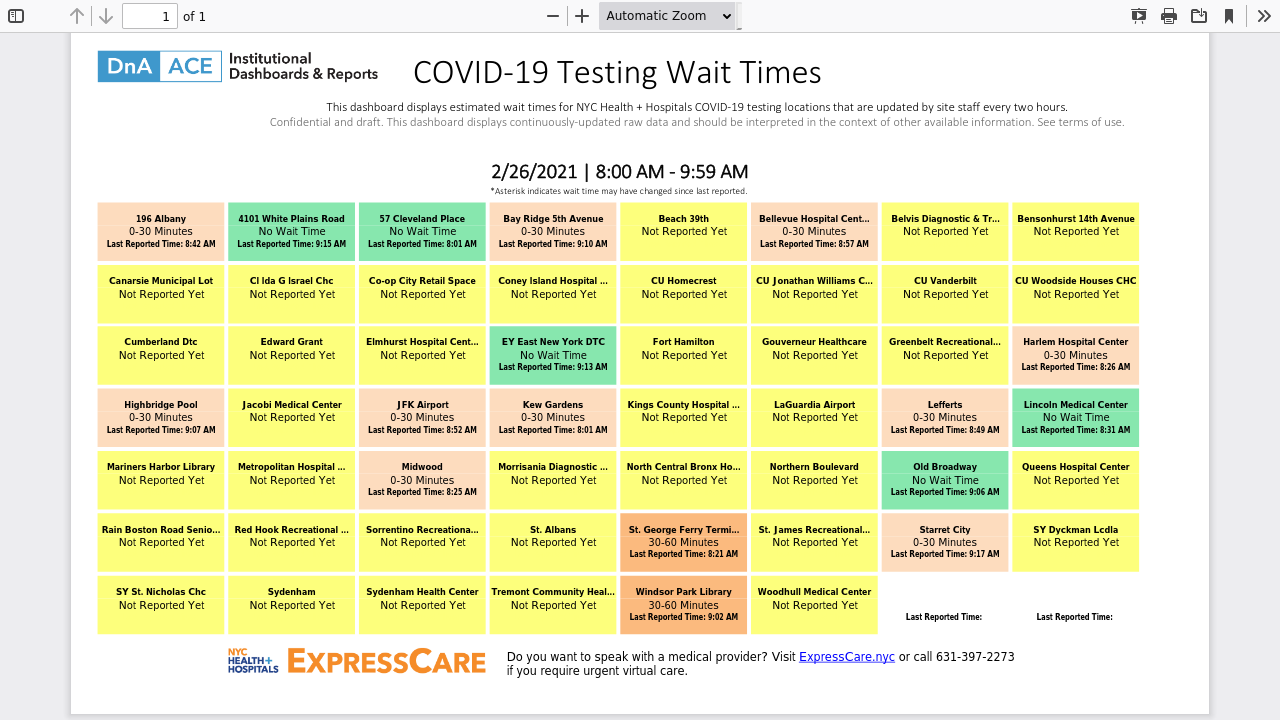 1 of 1
Automatic Zoom
DnA ACE Institutional
Dashboards & Reports
COVID-19 Testing Wait Times
This dashboard displays estimated wait times for NYC Health + Hospitals COVID-19 testing locations that are updated by site staff every two hours.
Confidential and draft. This dashboard displays continuously-updated raw data and should be interpreted in the context of other available information. See terms of use.
2/26/2021 | 8:00 AM - 9:59 AM
*Asterisk indicates wait time may have changed since last reported.
196 Albany
0-30 Minutes
Last Reported Time: 8:42 AM
4101 White Plains Road
No Wait Time
Last Reported Time: 9:15 AM
57 Cleveland Place
No Wait Time
Last Reported Time: 8:01 AM
Bay Ridge 5th Avenue
0-30 Minutes
Last Reported Time: 9:10 AM
Beach 39th
Not Reported Yet
Bellevue Hospital Cent...
0-30 Minutes
Last Reported Time: 8:57 AM
Belvis Diagnostic & Tr...
Not Reported Yet
Bensonhurst 14th Avenue
Not Reported Yet
Canarsie Municipal Lot
Not Reported Yet
Cl Ida G Israel Chc
Not Reported Yet
Co-op City Retail Space
Not Reported Yet
Coney Island Hospital ...
Not Reported Yet
CU Homecrest
Not Reported Yet
CU Jonathan Williams C...
Not Reported Yet
CU Vanderbilt
Not Reported Yet
CU Woodside Houses CHC
Not Reported Yet
Cumberland Dtc
Not Reported Yet
Edward Grant
Not Reported Yet
Elmhurst Hospital Cent...
Not Reported Yet
EY East New York DTC
No Wait Time
Last Reported Time: 9:13 AM
Fort Hamilton
Not Reported Yet
Gouverneur Healthcare
Not Reported Yet
Greenbelt Recreational...
Not Reported Yet
Harlem Hospital Center
0-30 Minutes
Last Reported Time: 8:26 AM
Highbridge Pool
0-30 Minutes
Last Reported Time: 9:07 AM
Jacobi Medical Center
Not Reported Yet
JFK Airport
0-30 Minutes
Last Reported Time: 8:52 AM
Kew Gardens
0-30 Minutes
Last Reported Time: 8:01 AM
Kings County Hospital ...
Not Reported Yet
LaGuardia Airport
Not Reported Yet
Lefferts
0-30 Minutes
Last Reported Time: 8:49 AM
Lincoln Medical Center
No Wait Time
Last Reported Time: 8:31 AM
Mariners Harbor Library
Not Reported Yet
Metropolitan Hospital ...
Not Reported Yet
Midwood
0-30 Minutes
Last Reported Time: 8:25 AM
Morrisania Diagnostic ...
Not Reported Yet
North Central Bronx Ho...
Not Reported Yet
Northern Boulevard
Not Reported Yet
Old Broadway
No Wait Time
Last Reported Time: 9:06 AM
Queens Hospital Center
Not Reported Yet
Rain Boston Road Senio...
Not Reported Yet
Red Hook Recreational ...
Not Reported Yet
Sorrentino Recreationa...
Not Reported Yet
St. Albans
Not Reported Yet
St. George Ferry Termi...
30-60 Minutes
Last Reported Time: 8:21 AM
St. James Recreational...
Not Reported Yet
Starret City
0-30 Minutes
Last Reported Time: 9:17 AM
SY Dyckman Lcdla
Not Reported Yet
SY St. Nicholas Chc
Not Reported Yet
Sydenham
Not Reported Yet
Sydenham Health Center
Not Reported Yet
Tremont Community Heal...
Not Reported Yet
Windsor Park Library
30-60 Minutes
Last Reported Time: 9:02 AM
Woodhull Medical Center
Not Reported Yet
Last Reported Time:
Last Reported Time:
NYC
HEALTH+
HOSPITALS
EXPRESSCARE
Do you want to speak with a medical provider? Visit ExpressCare.nyc or call 631-397-2273
if you require urgent virtual care.